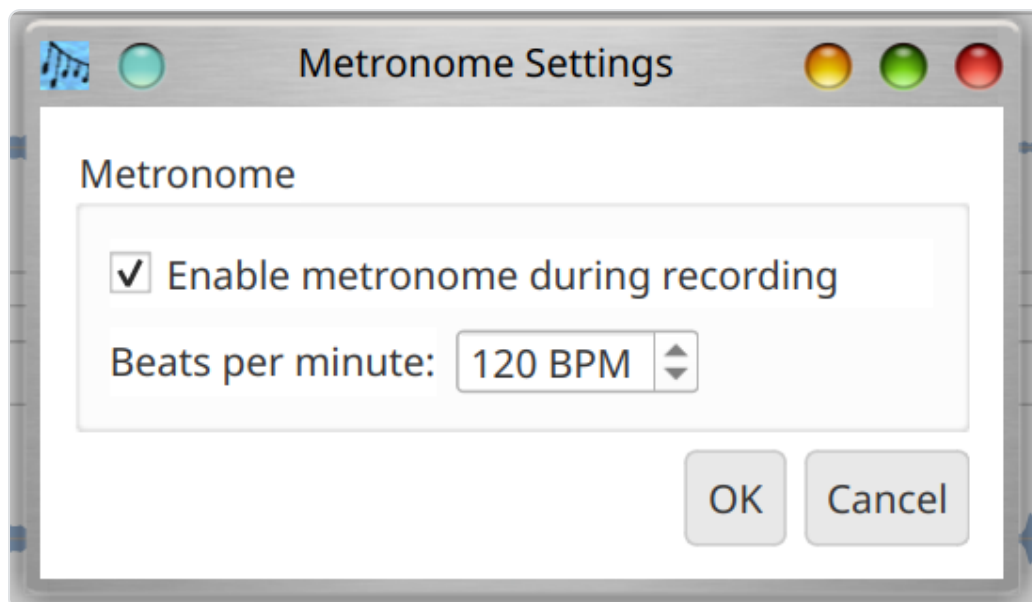 Metronome Settings
Metronome
Enable metronome during recording
Beats per minute: 120 BPM
OK Cancel